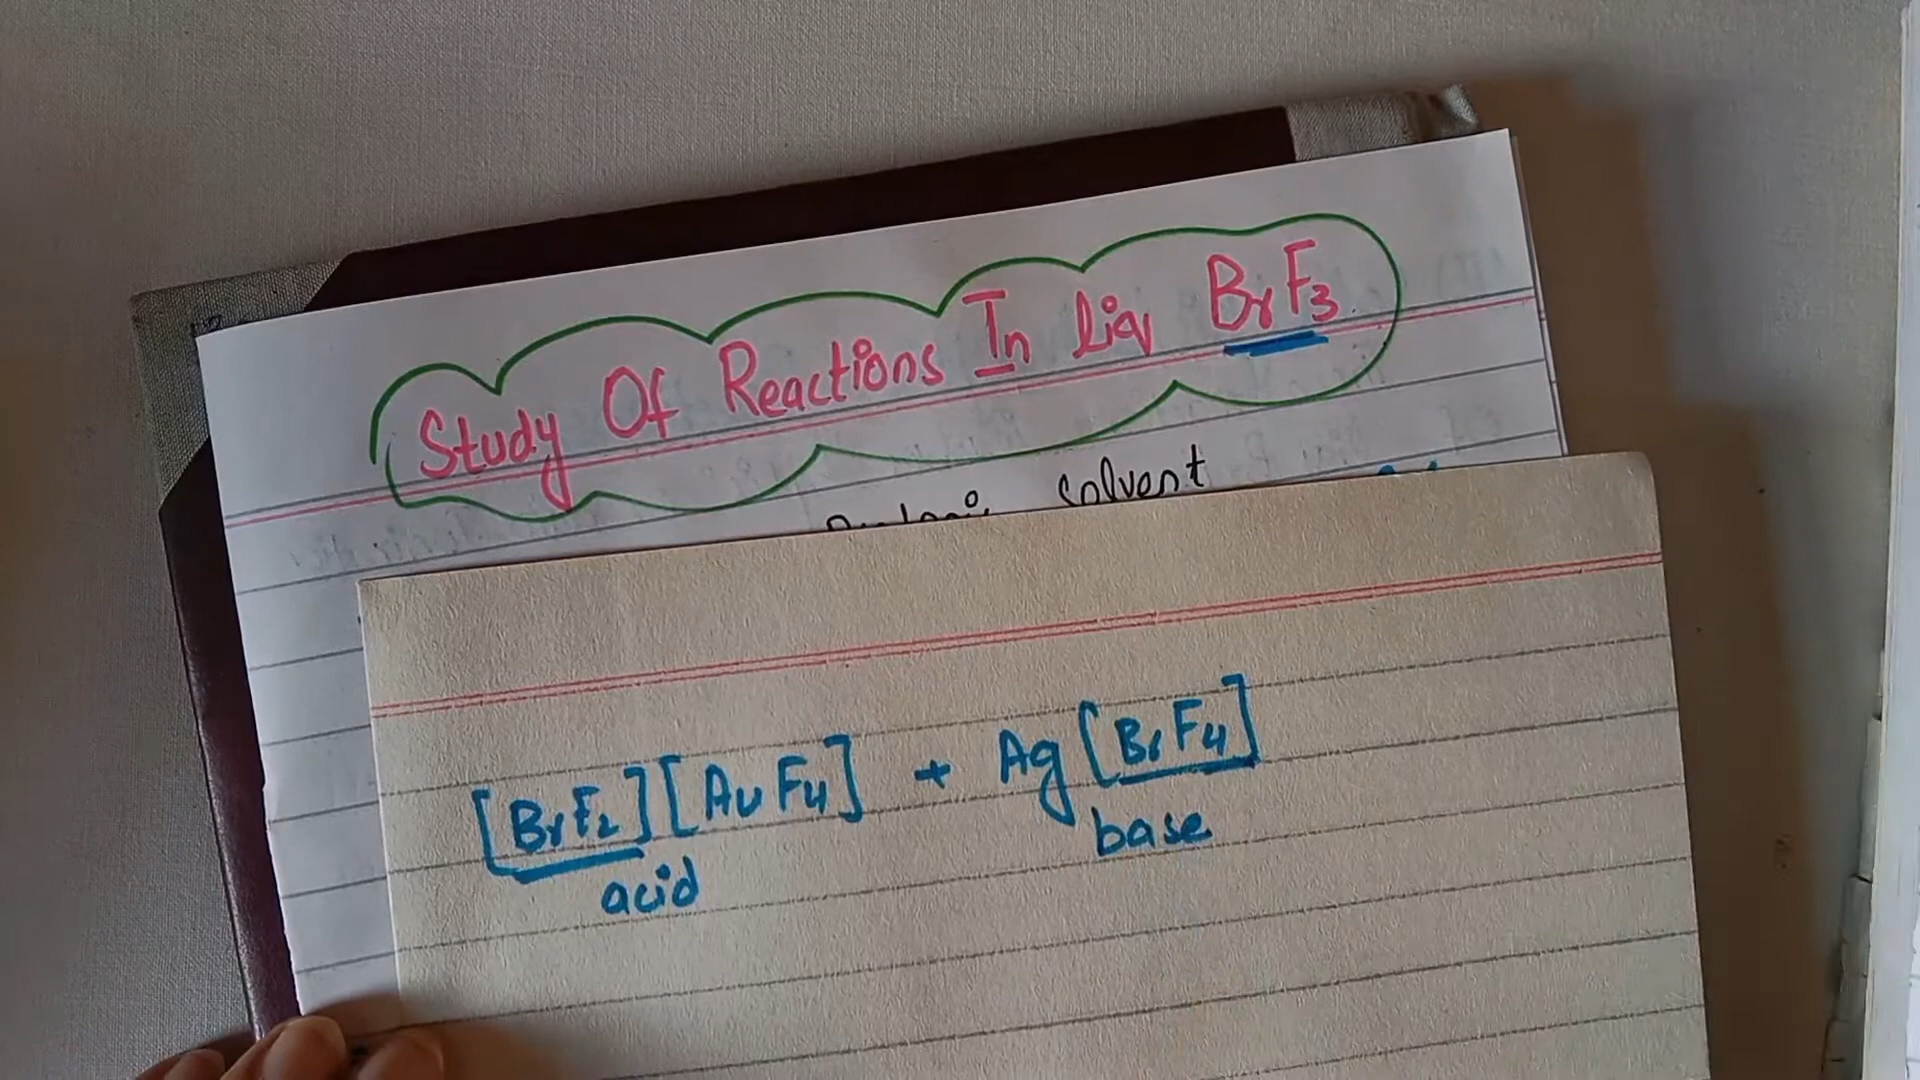 Study Of Reactions In liq BrF₃
solvent
[BrF₂][AuF₄] + Ag[BrF₄]
acid base